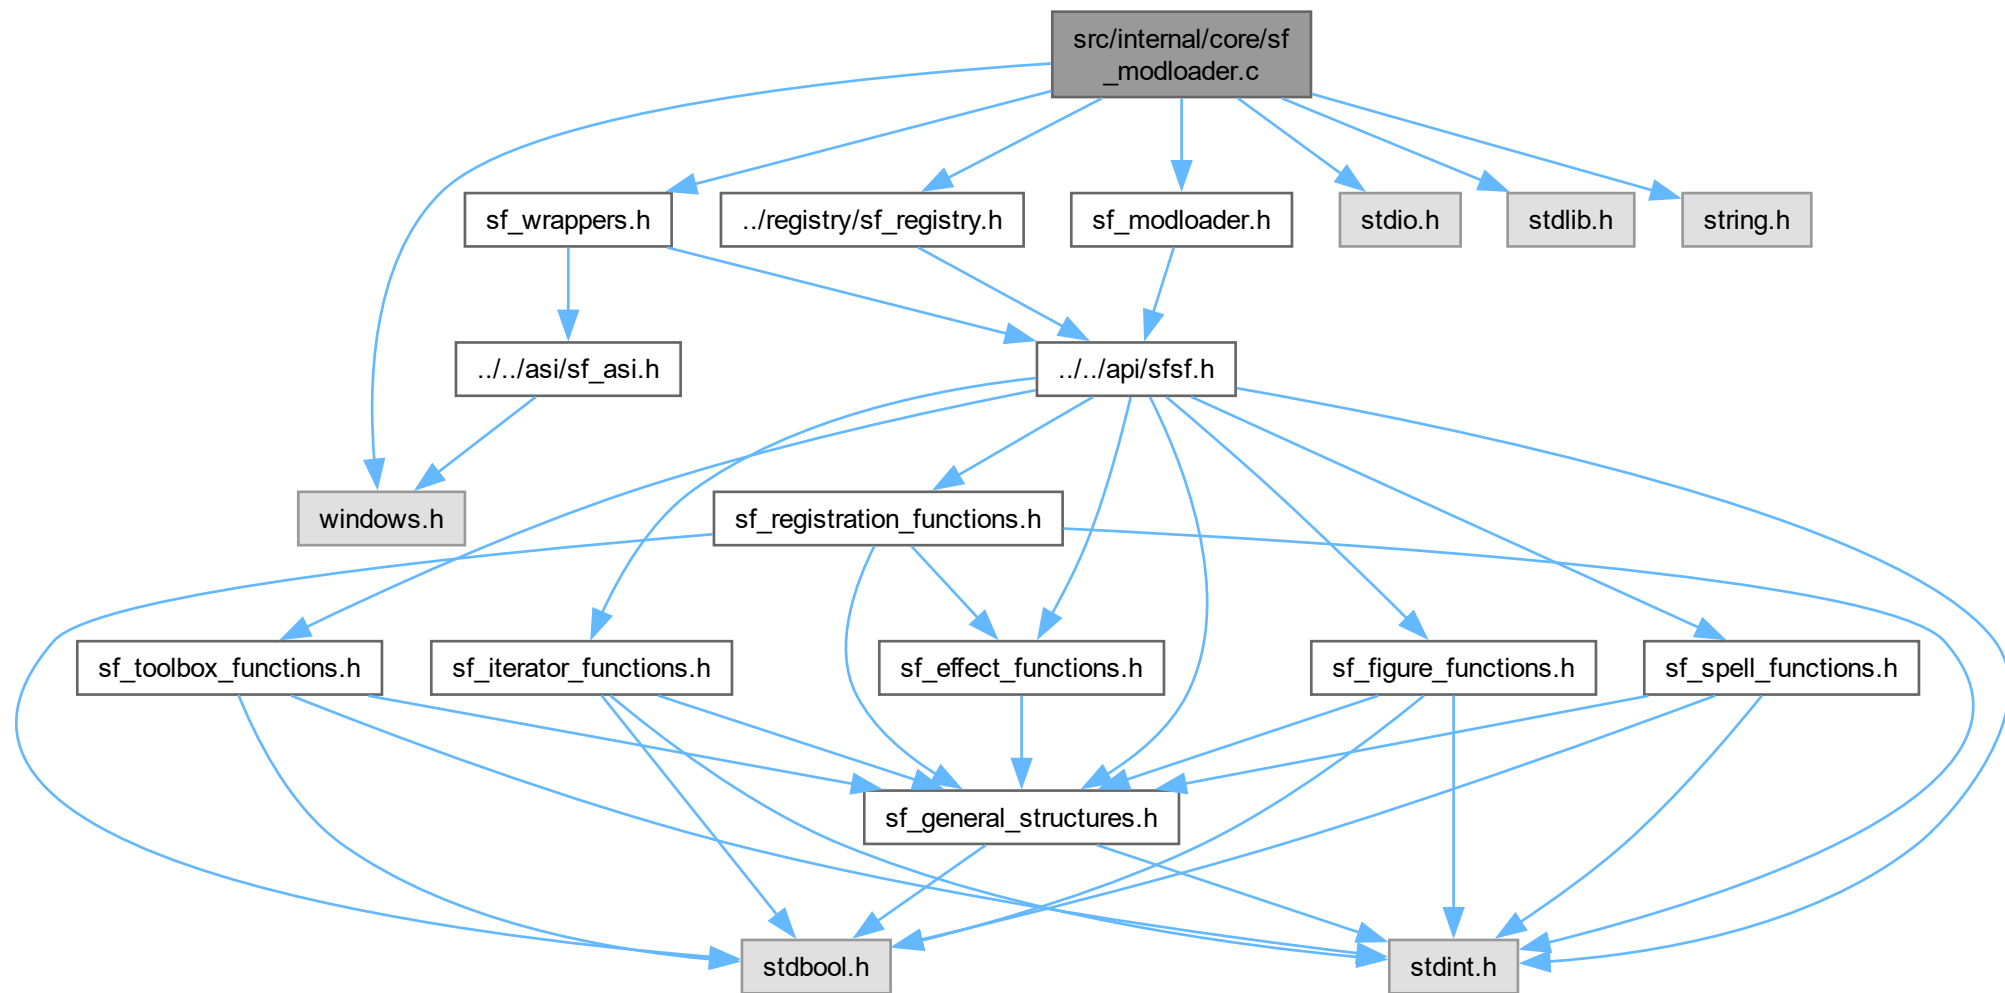 src/internal/core/sf
_modloader.c
sf_wrappers.h
../registry/sf_registry.h
sf_modloader.h
stdio.h
stdlib.h
string.h
../../asi/sf_asi.h
../../api/sfsf.h
windows.h
sf_registration_functions.h
sf_toolbox_functions.h
sf_iterator_functions.h
sf_effect_functions.h
sf_figure_functions.h
sf_spell_functions.h
sf_general_structures.h
stdbool.h
stdint.h